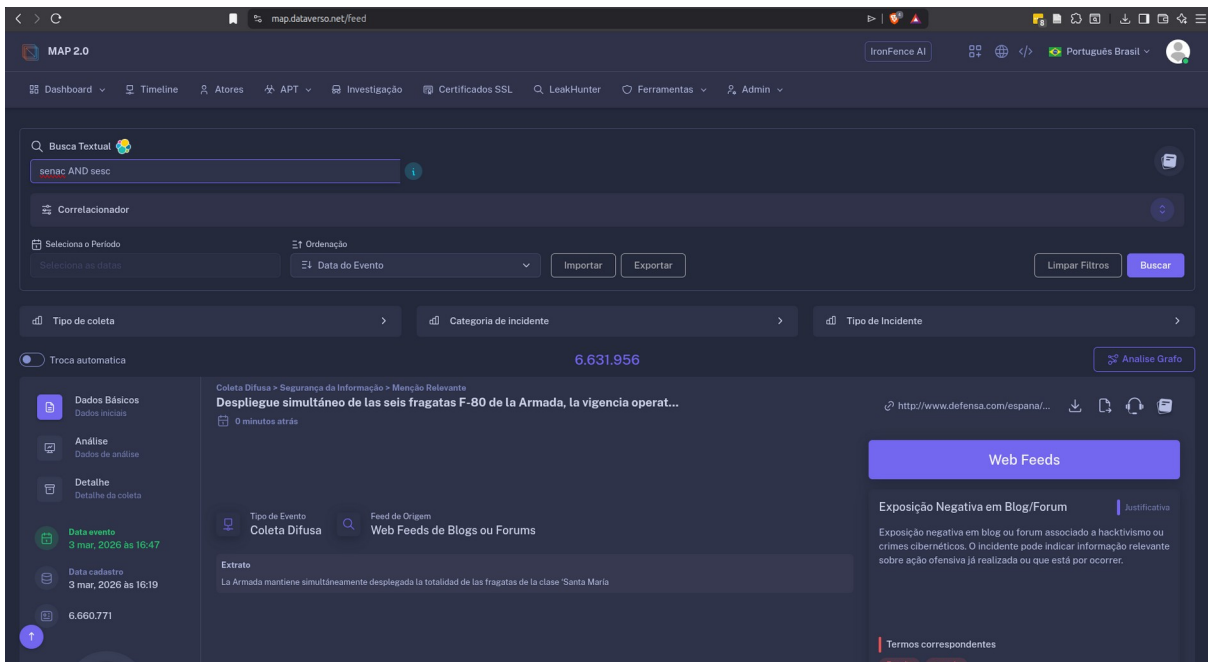 map.dataverso.net/feed
MAP 2.0
IronFence AI
Português Brasil
Dashboard
Timeline
Atores
APT
Investigação
Certificados SSL
LeakHunter
Ferramentas
Admin
Busca Textual
senac AND sesc
Correlacionador
Seleciona o Período
Ordenação
Seleciona as datas
Data do Evento
Importar
Exportar
Limpar Filtros
Buscar
Tipo de coleta
Categoria de incidente
Tipo de Incidente
Troca automatica
6.631.956
Analise Grafo
Dados Básicos
Dados iniciais
Análise
Dados de análise
Detalhe
Detalhe da coleta
Data evento
3 mar, 2026 às 16:47
Data cadastro
3 mar, 2026 às 16:19
6.660.771
Coleta Difusa > Segurança da Informação > Menção Relevante
Despliegue simultáneo de las seis fragatas F-80 de la Armada, la vigencia operat...
0 minutos atrás
http://www.defensa.com/espana/...
Tipo de Evento
Coleta Difusa
Feed de Origem
Web Feeds de Blogs ou Forums
Extrato
La Armada mantiene simultáneamente desplegada la totalidad de las fragatas de la clase 'Santa María
Web Feeds
Exposição Negativa em Blog/Forum
Justificativa
Exposição negativa em blog ou forum associado a hacktivismo ou
crimes cibernéticos. O incidente pode indicar informação relevante
sobre ação ofensiva já realizada ou que está por ocorrer.
Termos correspondentes